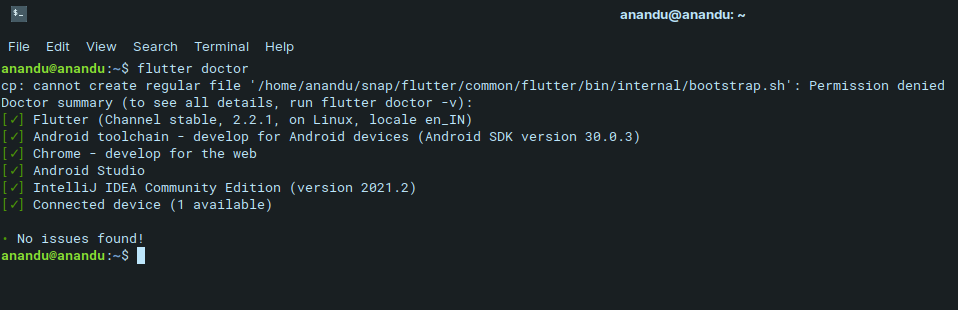 anandu@anandu: ~
File Edit View Search Terminal Help
anandu@anandu:~$ flutter doctor
cp: cannot create regular file '/home/anandu/snap/flutter/common/flutter/bin/internal/bootstrap.sh': Permission denied
Doctor summary (to see all details, run flutter doctor -v):
[✓] Flutter (Channel stable, 2.2.1, on Linux, locale en_IN)
[✓] Android toolchain - develop for Android devices (Android SDK version 30.0.3)
[✓] Chrome - develop for the web
[✓] Android Studio
[✓] IntelliJ IDEA Community Edition (version 2021.2)
[✓] Connected device (1 available)
• No issues found!
anandu@anandu:~$